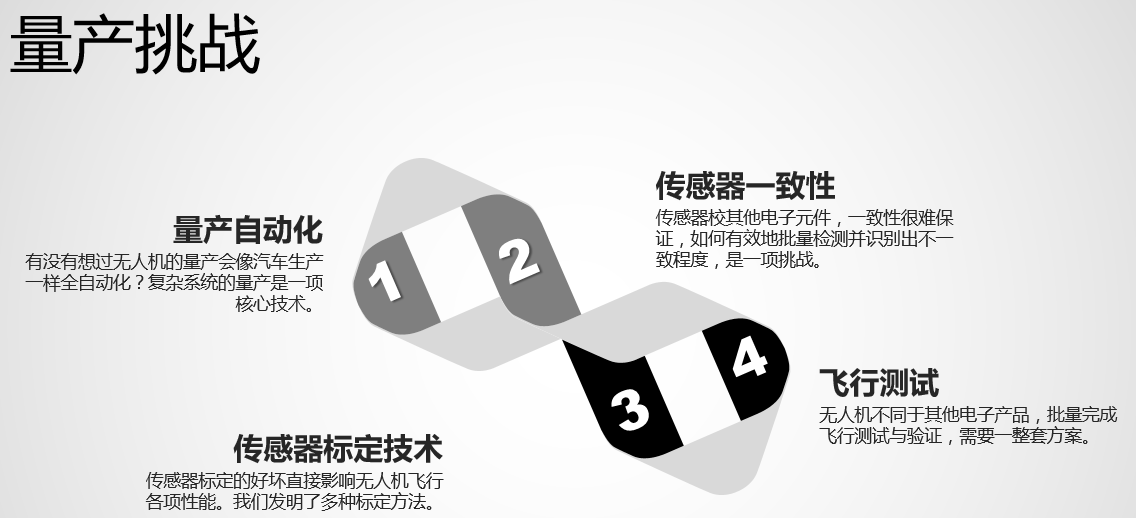 量产挑战
量产自动化
有没有想过无人机的量产会像汽车生产
一样全自动化？复杂系统的量产是一项
核心技术。
1
2
传感器一致性
传感器校其他电子元件，一致性很难保
证，如何有效地批量检测并识别出不一
致程度，是一项挑战。
传感器标定技术
传感器标定的好坏直接影响无人机飞行
各项性能。我们发明了多种标定方法。
3
4
飞行测试
无人机不同于其他电子产品，批量完成
飞行测试与验证，需要一整套方案。